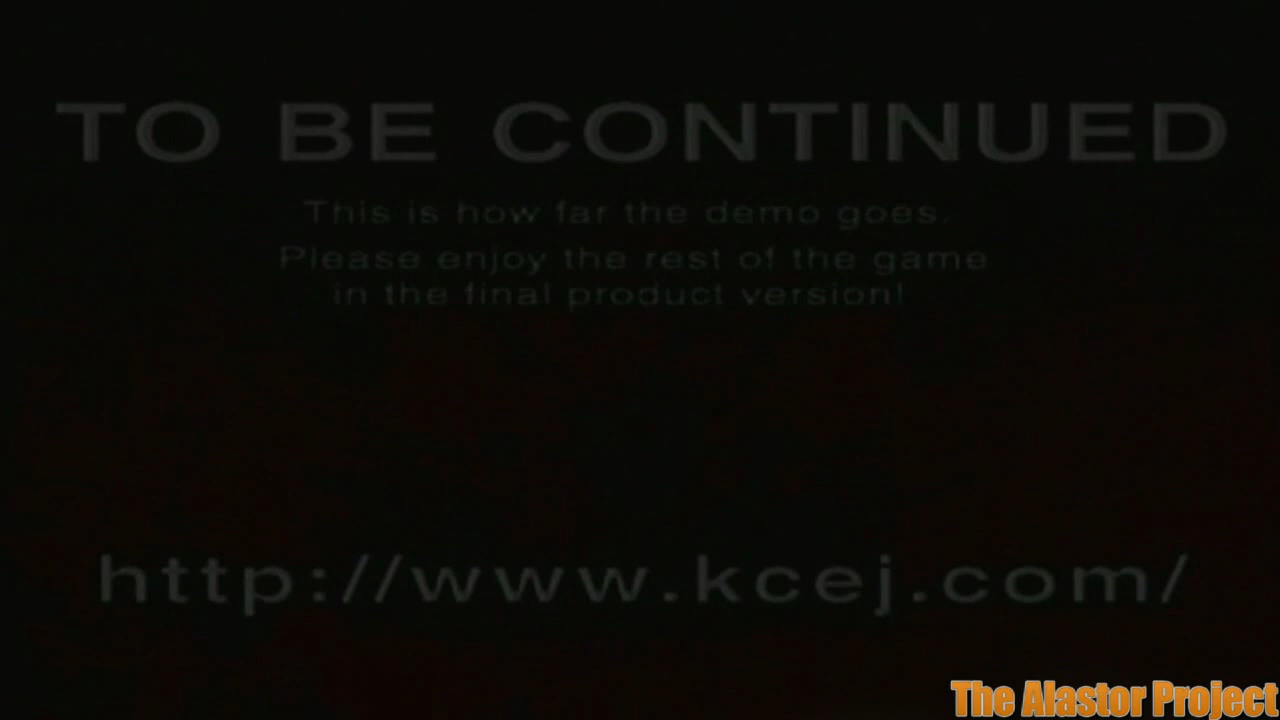 TO BE CONTINUED
This is how far the demo goes.
Please enjoy the rest of the game
in the final product version!
http://www.kcej.com/
The Alastor Project